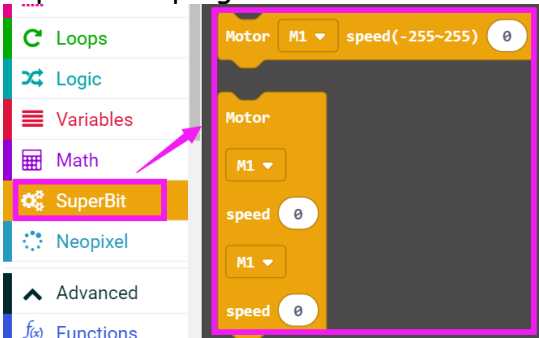 Loops
Logic
Variables
Math
SuperBit
Neopixel
Advanced
f(x) Functions
Motor M1 speed(-255~255) 0
Motor
M1
speed 0
M1
speed 0